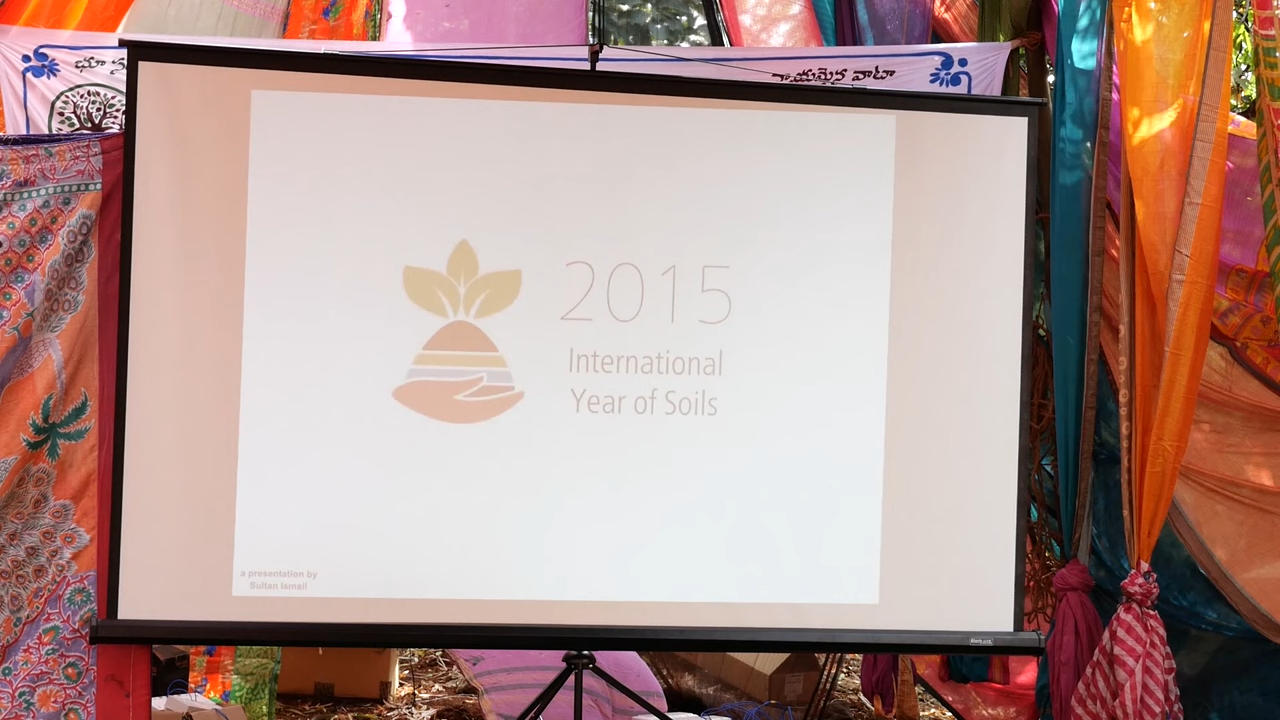 భూ
వాటా
2015
International
Year of Soils
a presentation by
Sultan Ismail